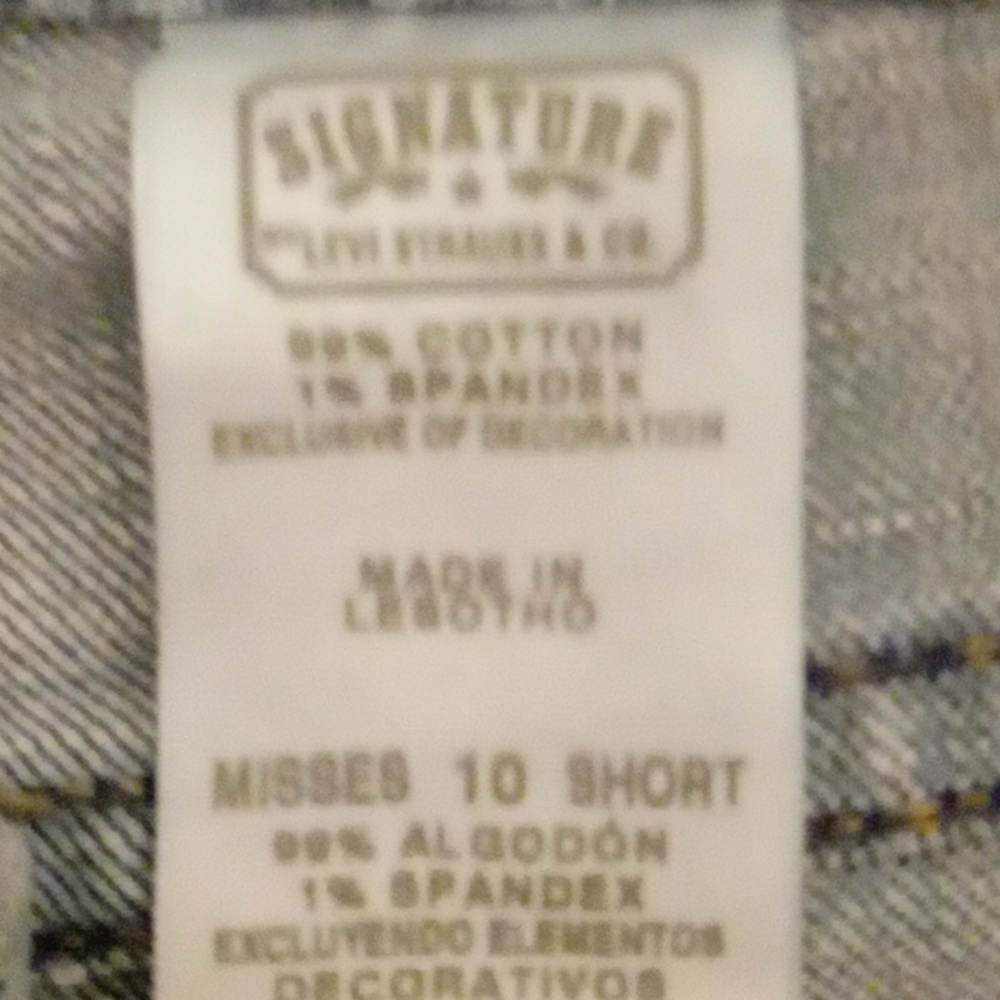 SIGNATURE
BY LEVI STRAUSS & CO.
99% COTTON
1% SPANDEX
EXCLUSIVE OF DECORATION
MADE IN
LESOTHO
MISSES 10 SHORT
99% ALGODÓN
1% SPANDEX
EXCLUYENDO ELEMENTOS
DECORATIVOS